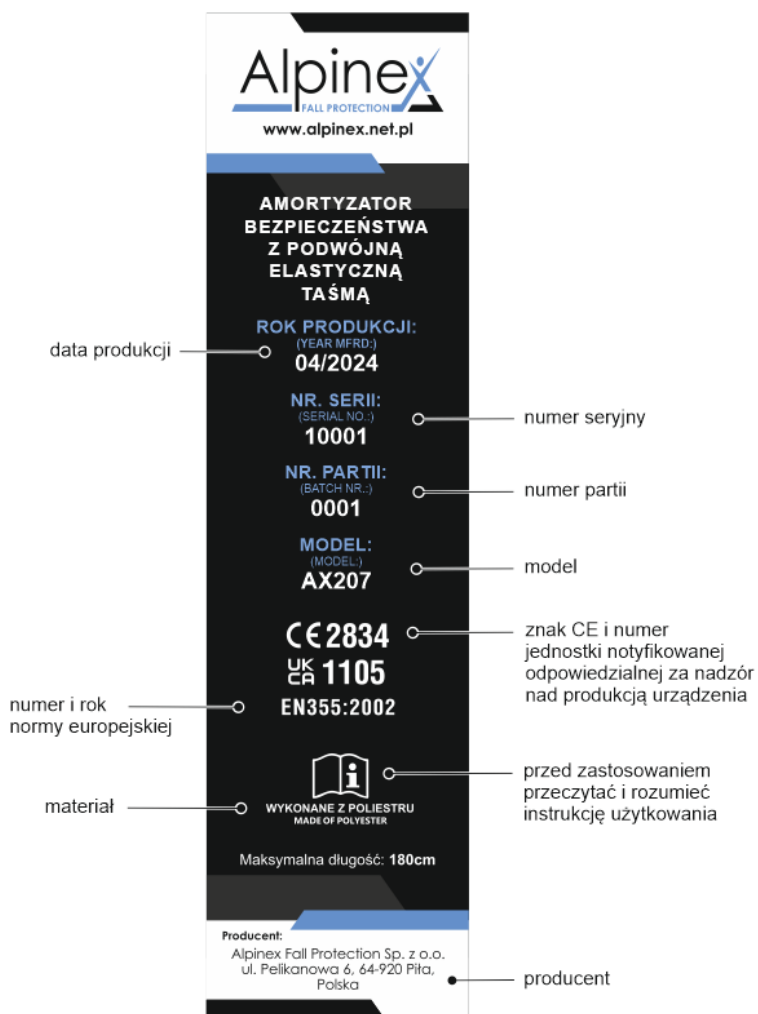 Alpinex
FALL PROTECTION
www.alpinex.net.pl
AMORTYZATOR
BEZPIECZEŃSTWA
Z PODWÓJNĄ
ELASTYCZNĄ
TAŚMĄ
ROK PRODUKCJI:
(YEAR MFRD:)
04/2024
data produkcji
NR. SERII:
(SERIAL NO.:)
10001
numer seryjny
NR. PARTII:
(BATCH NR.:)
0001
numer partii
MODEL:
(MODEL:)
AX207
model
CE 2834
UK
CA 1105
znak CE i numer
jednostki notyfikowanej
odpowiedzialnej za nadzór
nad produkcją urządzenia
EN355:2002
numer i rok
normy europejskiej
przed zastosowaniem
przeczytać i rozumieć
instrukcję użytkowania
WYKONANE Z POLIESTRU
MADE OF POLYESTER
materiał
Maksymalna długość: 180cm
Producent:
Alpinex Fall Protection Sp. z o.o.
ul. Pelikanowa 6, 64-920 Piła,
Polska
producent